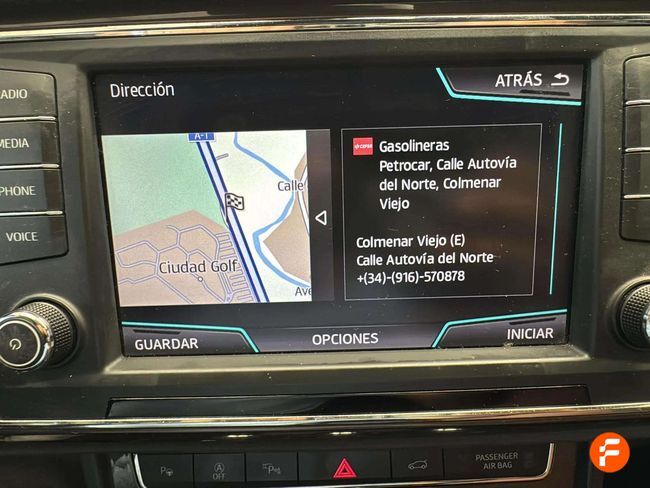 Dirección
ATRÁS
RADIO
MEDIA
PHONE
VOICE
A-1
Calle
Ciudad Golf
Ave
CEPSA
Gasolineras
Petrocar, Calle Autovía
del Norte, Colmenar
Viejo
Colmenar Viejo (E)
Calle Autovía del Norte
+(34)-(916)-570878
GUARDAR
OPCIONES
INICIAR
P
A
OFF
P
PASSENGER
AIR BAG
F